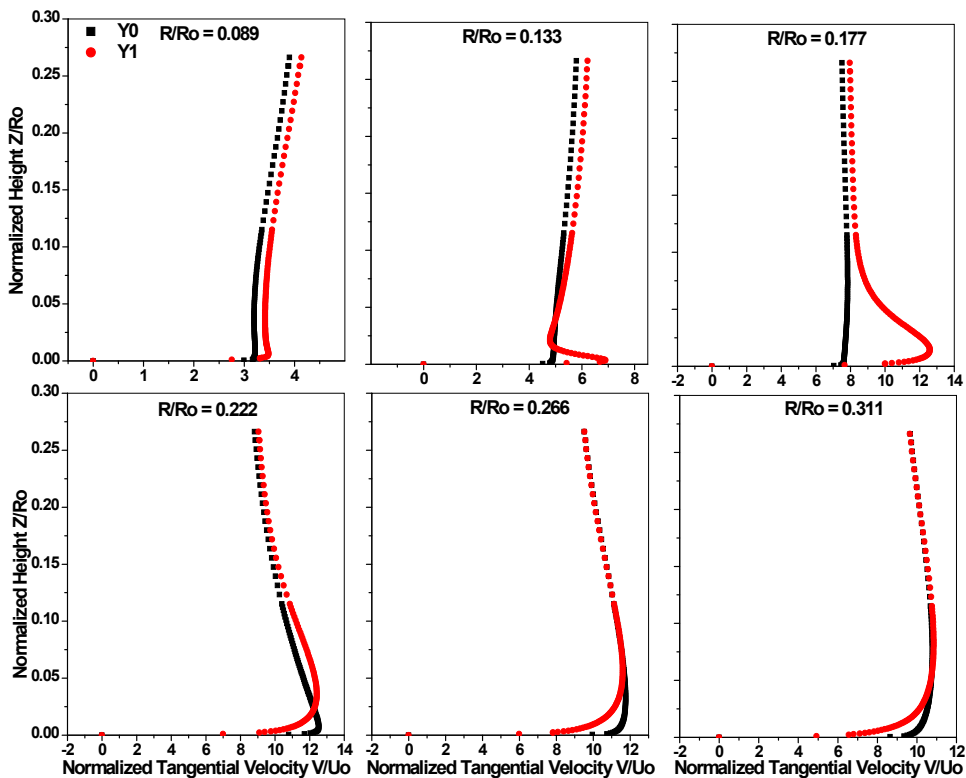 0.30
Y0
Y1
R/Ro = 0.089
R/Ro = 0.133
R/Ro = 0.177
0.25
0.20
0.15
0.10
0.05
0.00
Normalized Height Z/Ro
0 1 2 3 4
-2 0 2 4 6 8
-2 0 2 4 6 8 10 12 14
0.30
R/Ro = 0.222
R/Ro = 0.266
R/Ro = 0.311
0.25
0.20
0.15
0.10
0.05
0.00
Normalized Height Z/Ro
-2 0 2 4 6 8 10 12 14
-2 0 2 4 6 8 10 12 13
-2 0 2 4 6 8 10 12
Normalized Tangential Velocity V/Uo
Normalized Tangential Velocity V/Uo
Normalized Tangential Velocity V/Uo